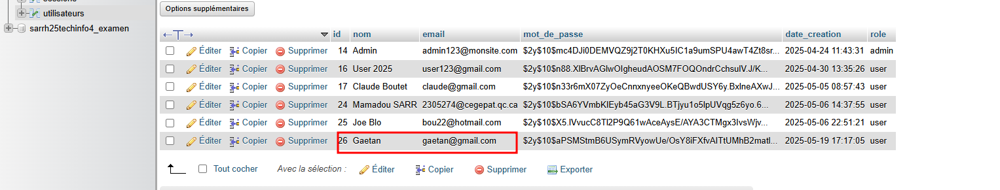 sessions
utilisateurs
sarrh25techinfo4_examen
Options supplémentaires
←T→ id nom email mot_de_passe date_creation role
Éditer Copier Supprimer 14 Admin admin123@monsite.com $2y$10$mc4DJi0DEMVQZ9j2T0KHXu5IC1a9umSPU4awT4Zt8sr... 2025-04-24 11:43:31 admin
Éditer Copier Supprimer 16 User 2025 user123@gmail.com $2y$10$n88.XlBrvAGlwOIgheudAOSM7FOQOndrCchsulV.J/K... 2025-04-30 13:35:26 user
Éditer Copier Supprimer 17 Claude Boutet claude@gmail.com $2y$10$n33r6mX07ZyOeCnnxnyeeOKeQBwdUSY6y.BxlneAXwJ... 2025-05-05 08:57:43 user
Éditer Copier Supprimer 24 Mamadou SARR 2305274@cegepat.qc.ca $2y$10$bSA6YVmbKIEyb45aG3V9L.BTjyu1o5lpUVqg5z6yo.6... 2025-05-06 14:37:55 user
Éditer Copier Supprimer 25 Joe Blo bou22@hotmail.com $2y$10$X5.lVvucC8TI2P9Q61wAceAysE/AYA3CTMgx3IvsWjv... 2025-05-06 22:51:21 user
Éditer Copier Supprimer 26 Gaetan gaetan@gmail.com $2y$10$aPSMStmB6USymRVyowUe/OsY8iFXfvAITtUMhB2matl... 2025-05-19 17:17:05 user
Tout cocher Avec la sélection : Éditer Copier Supprimer Exporter